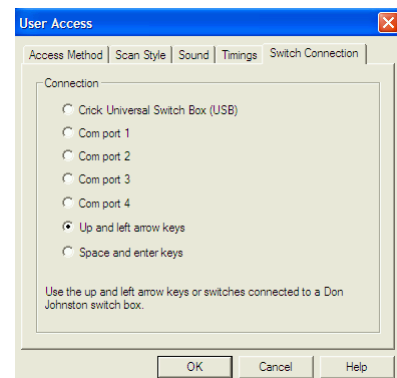 User Access
Access Method Scan Style Sound Timings Switch Connection
Connection
Crick Universal Switch Box (USB)
Com port 1
Com port 2
Com port 3
Com port 4
Up and left arrow keys
Space and enter keys
Use the up and left arrow keys or switches connected to a Don
Johnston switch box.
OK Cancel Help